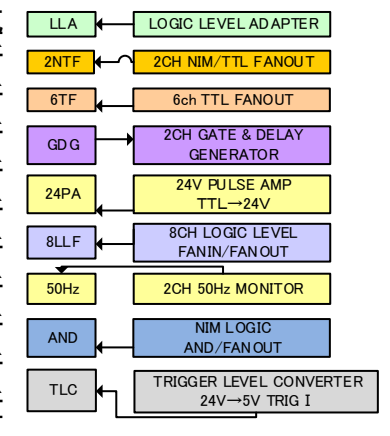 LLA LOGIC LEVEL ADAPTER
2NTF 2CH NIM/TTL FANOUT
6TF 6ch TTL FANOUT
GDG 2CH GATE & DELAY
GENERATOR
24PA 24V PULSE AMP
TTL→24V
8LLF 8CH LOGIC LEVEL
FANIN/FANOUT
50Hz 2CH 50Hz MONITOR
AND NIM LOGIC
AND/FANOUT
TLC TRIGGER LEVEL CONVERTER
24V→5V TRIG I